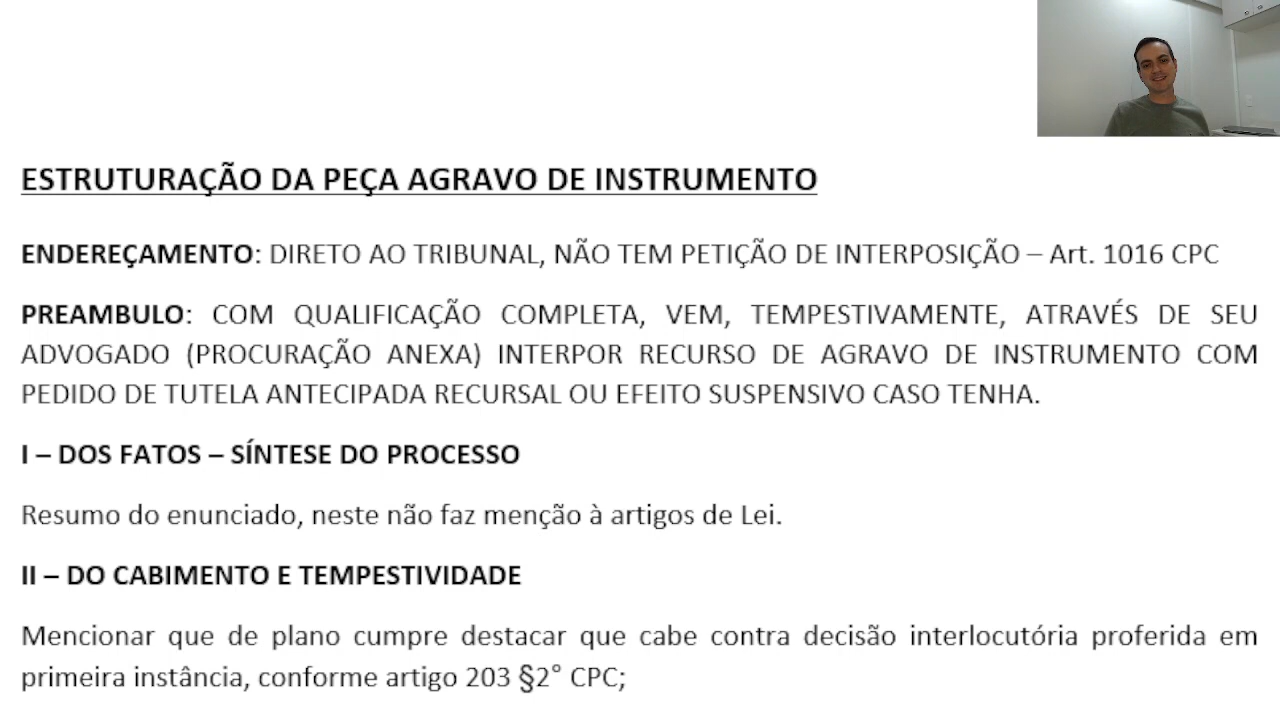 ESTRUTURAÇÃO DA PEÇA AGRAVO DE INSTRUMENTO
ENDEREÇAMENTO: DIRETO AO TRIBUNAL, NÃO TEM PETIÇÃO DE INTERPOSIÇÃO – Art. 1016 CPC
PREAMBULO: COM QUALIFICAÇÃO COMPLETA, VEM, TEMPESTIVAMENTE, ATRAVÉS DE SEU
ADVOGADO (PROCURAÇÃO ANEXA) INTERPOR RECURSO DE AGRAVO DE INSTRUMENTO COM
PEDIDO DE TUTELA ANTECIPADA RECURSAL OU EFEITO SUSPENSIVO CASO TENHA.
I – DOS FATOS – SÍNTESE DO PROCESSO
Resumo do enunciado, neste não faz menção à artigos de Lei.
II – DO CABIMENTO E TEMPESTIVIDADE
Mencionar que de plano cumpre destacar que cabe contra decisão interlocutória proferida em
primeira instância, conforme artigo 203 §2° CPC;